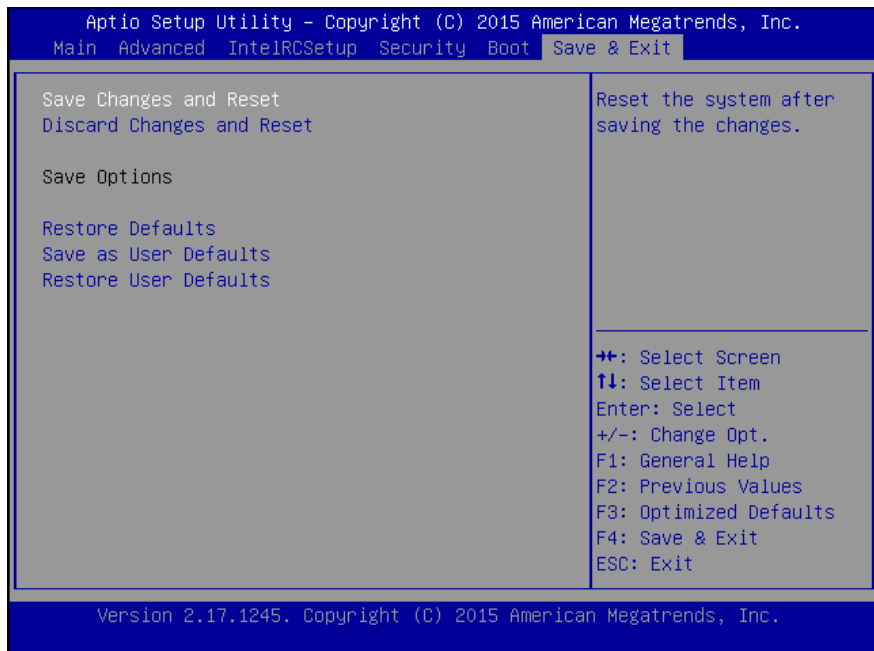 Aptio Setup Utility – Copyright (C) 2015 American Megatrends, Inc.
Main Advanced IntelRCSetup Security Boot Save & Exit
Save Changes and Reset
Discard Changes and Reset
Save Options
Restore Defaults
Save as User Defaults
Restore User Defaults
Reset the system after
saving the changes.
→←: Select Screen
↑↓: Select Item
Enter: Select
+/-: Change Opt.
F1: General Help
F2: Previous Values
F3: Optimized Defaults
F4: Save & Exit
ESC: Exit
Version 2.17.1245. Copyright (C) 2015 American Megatrends, Inc.